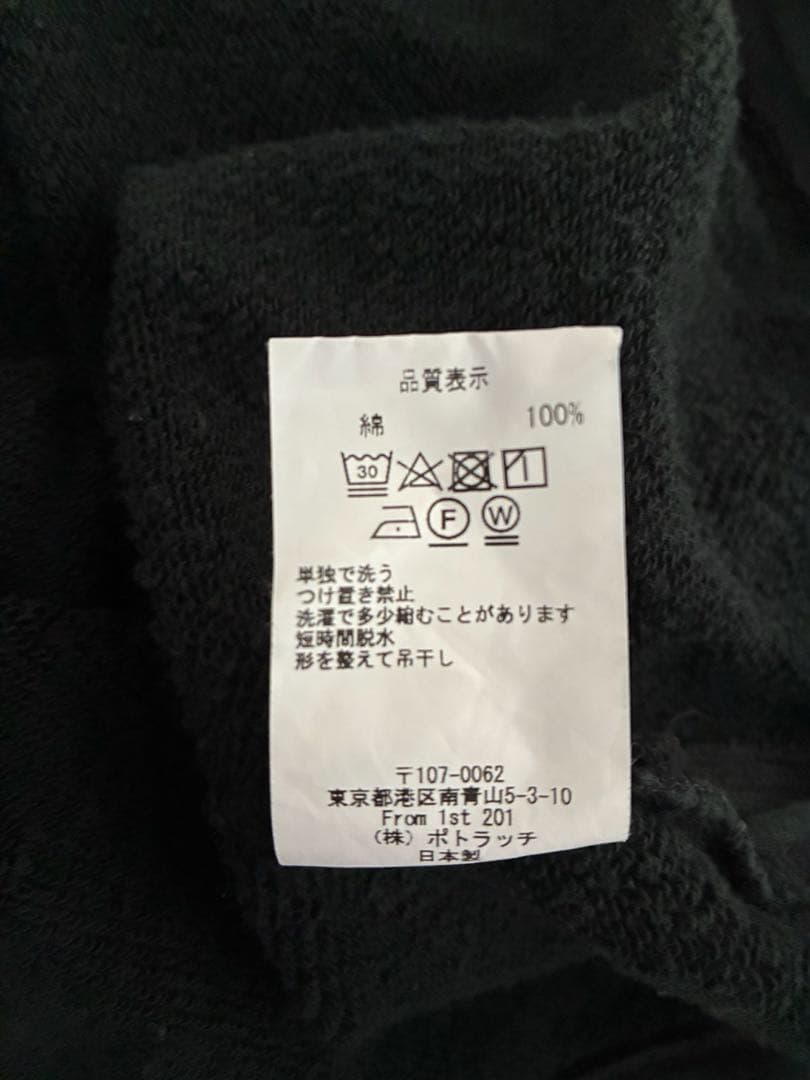 品質表示
綿 100%
30
F W
単独で洗う
つけ置き禁止
洗濯で多少縮むことがあります
短時間脱水
形を整えて吊干し
〒107-0062
東京都港区南青山5-3-10
From 1st 201
(株) ポトラッチ
日本製